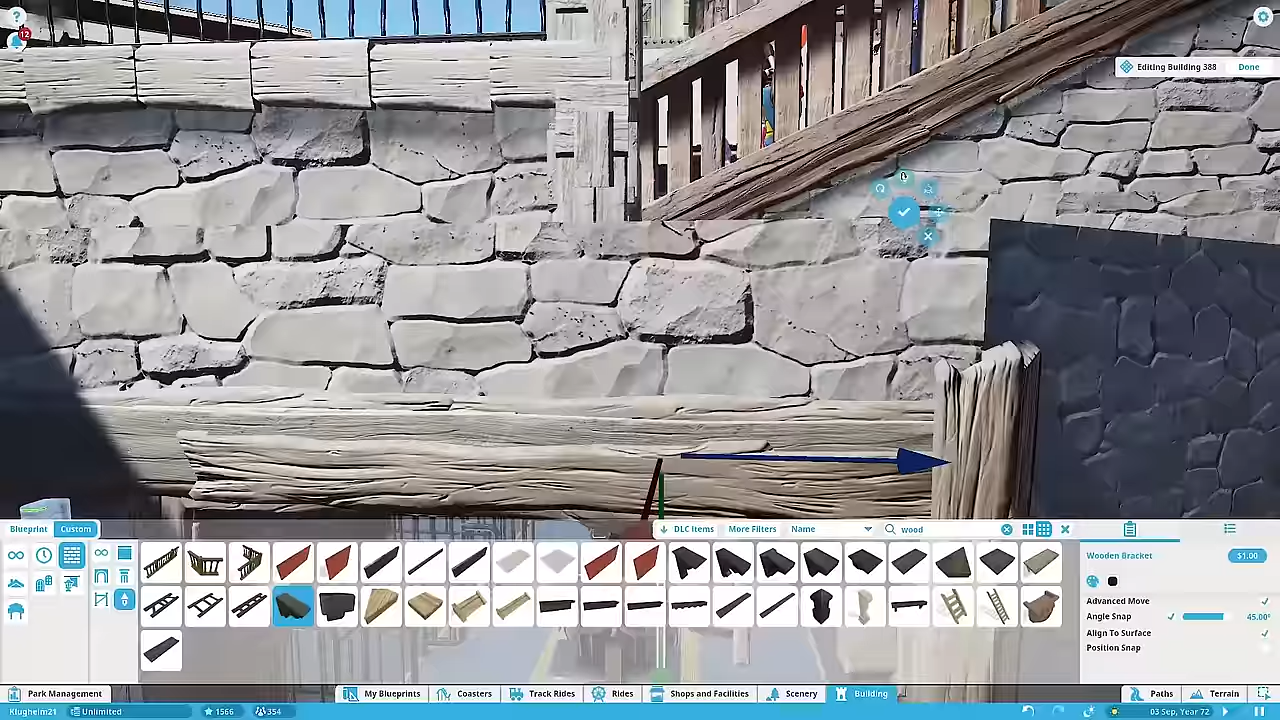 ?
12
Editing Building 388 Done
Blueprint Custom
DLC Items More Filters Name wood
Wooden Bracket $1.00
Advanced Move
Angle Snap 45.00°
Align To Surface
Position Snap
Park Management My Blueprints Coasters Track Rides Rides Shops and Facilities Scenery Building Paths Terrain
Klughelm21 Unlimited 1566 354 03 Sep, Year 72